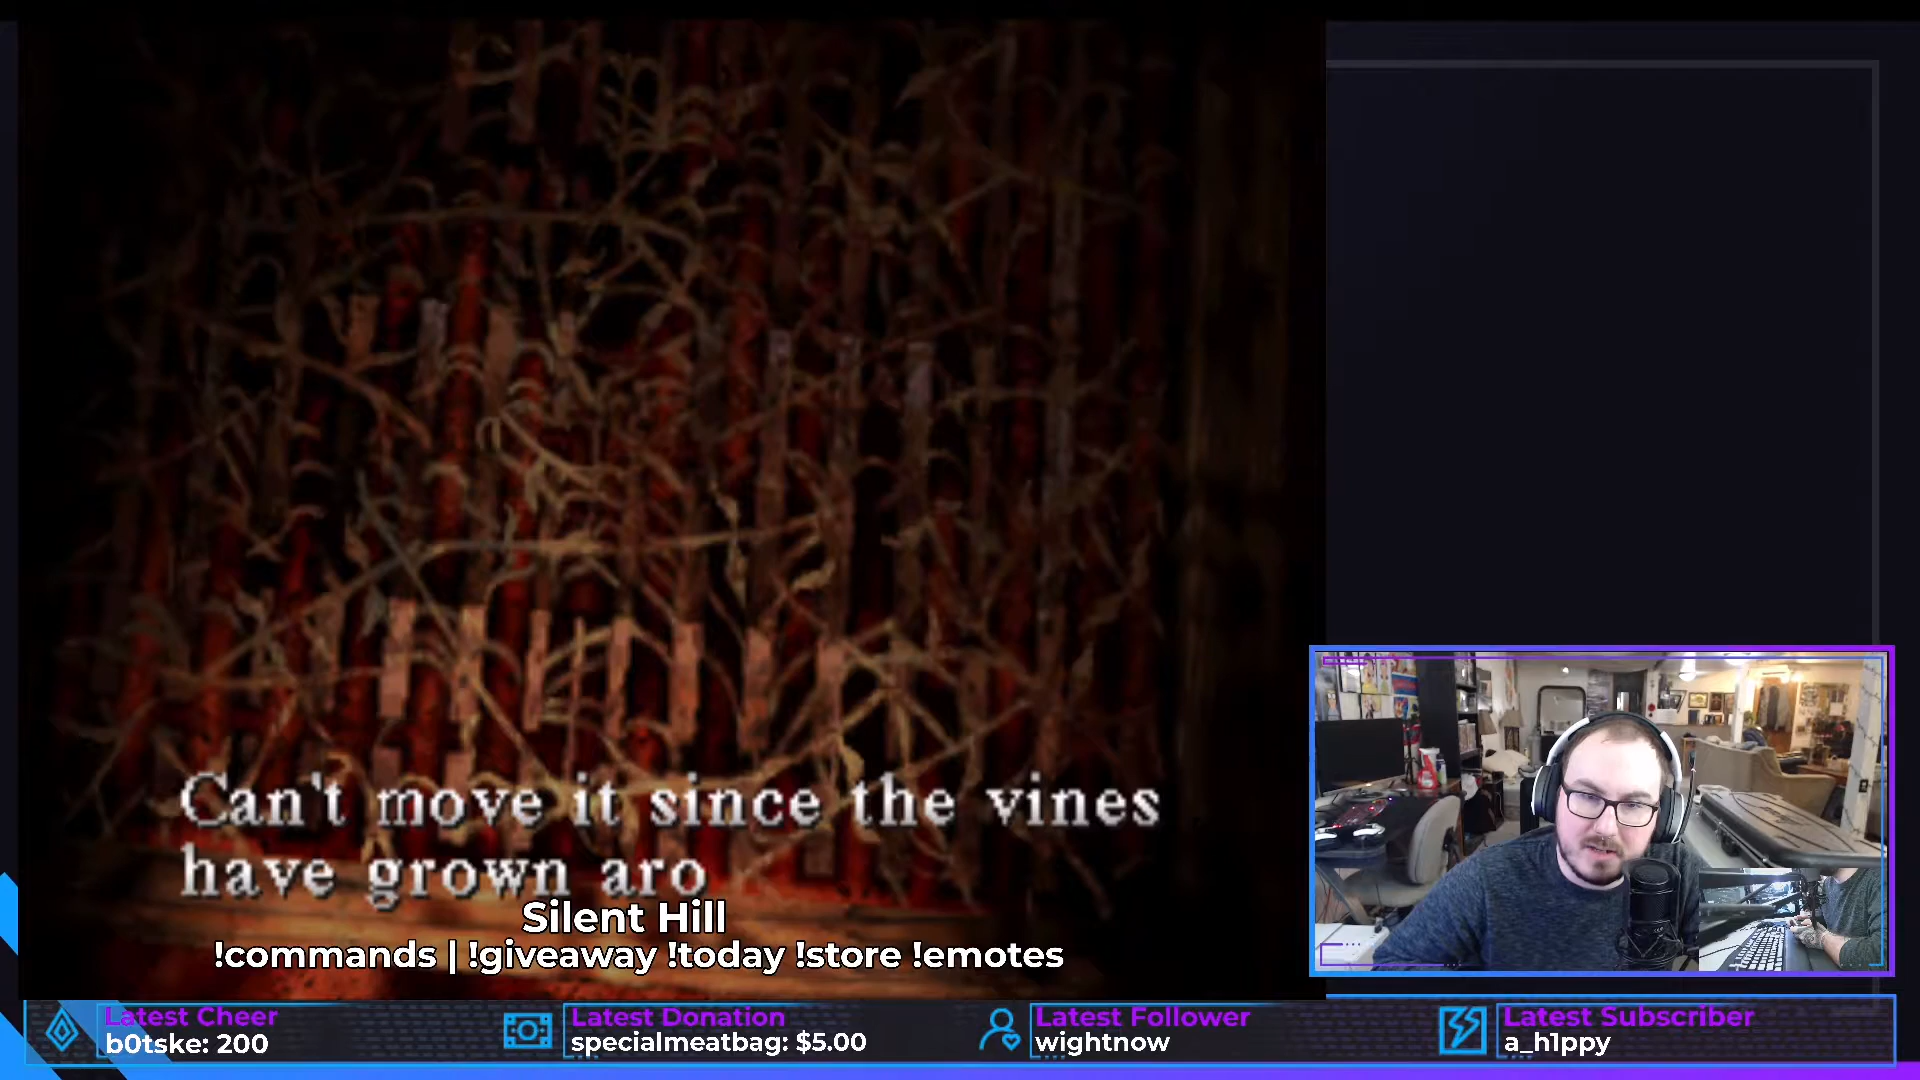 Can't move it since the vines
have grown aro
Silent Hill
!commands | !giveaway !today !store !emotes
Latest Cheer
b0tske: 200
Latest Donation
specialmeatbag: $5.00
Latest Follower
wightnow
Latest Subscriber
a_h1ppy